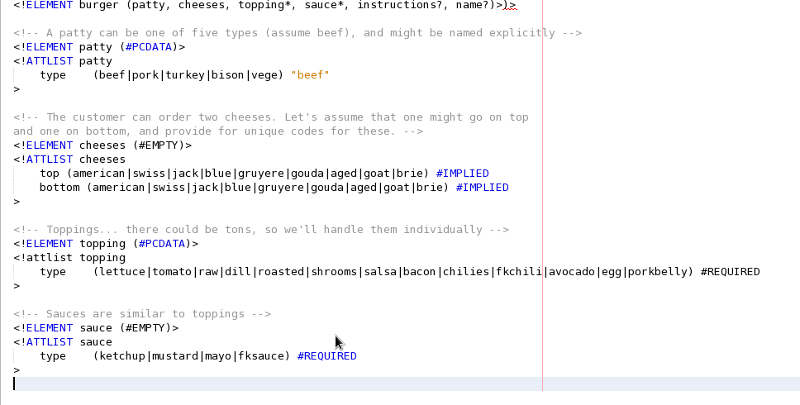 <!ELEMENT burger (patty, cheeses, topping*, sauce*, instructions?, name?)>)>
<!-- A patty can be one of five types (assume beef), and might be named explicitly -->
<!ELEMENT patty (#PCDATA)>
<!ATTLIST patty
    type    (beef|pork|turkey|bison|vege) "beef"
>
<!-- The customer can order two cheeses. Let's assume that one might go on top
and one on bottom, and provide for unique codes for these. -->
<!ELEMENT cheeses (#EMPTY)>
<!ATTLIST cheeses
    top (american|swiss|jack|blue|gruyere|gouda|aged|goat|brie) #IMPLIED
    bottom (american|swiss|jack|blue|gruyere|gouda|aged|goat|brie) #IMPLIED
>
<!-- Toppings... there could be tons, so we'll handle them individually -->
<!ELEMENT topping (#PCDATA)>
<!attlist topping
    type    (lettuce|tomato|raw|dill|roasted|shrooms|salsa|bacon|chilies|fkchili|avocado|egg|porkbelly) #REQUIRED
>
<!-- Sauces are similar to toppings -->
<!ELEMENT sauce (#EMPTY)>
<!ATTLIST sauce
    type    (ketchup|mustard|mayo|fksauce) #REQUIRED
>